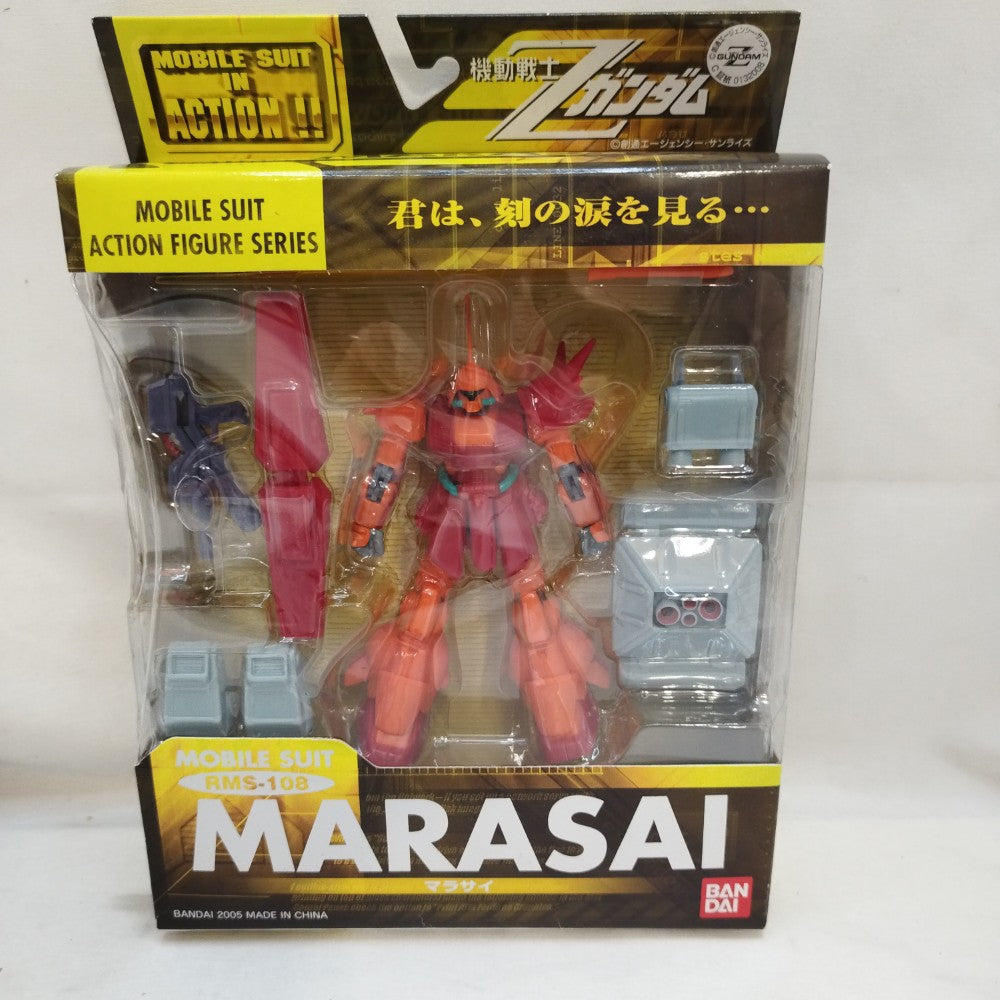 MOBILE SUIT
IN
ACTION !!
機動戦士
Zガンダム
©創通エージェンシー・サンライズ
Z
GUNDAM
MOBILE SUIT
ACTION FIGURE SERIES
君は、刻の涙を見る…
MOBILE SUIT
RMS-108
MARASAI
マラサイ
BANDAI 2005 MADE IN CHINA
BAN
DAI